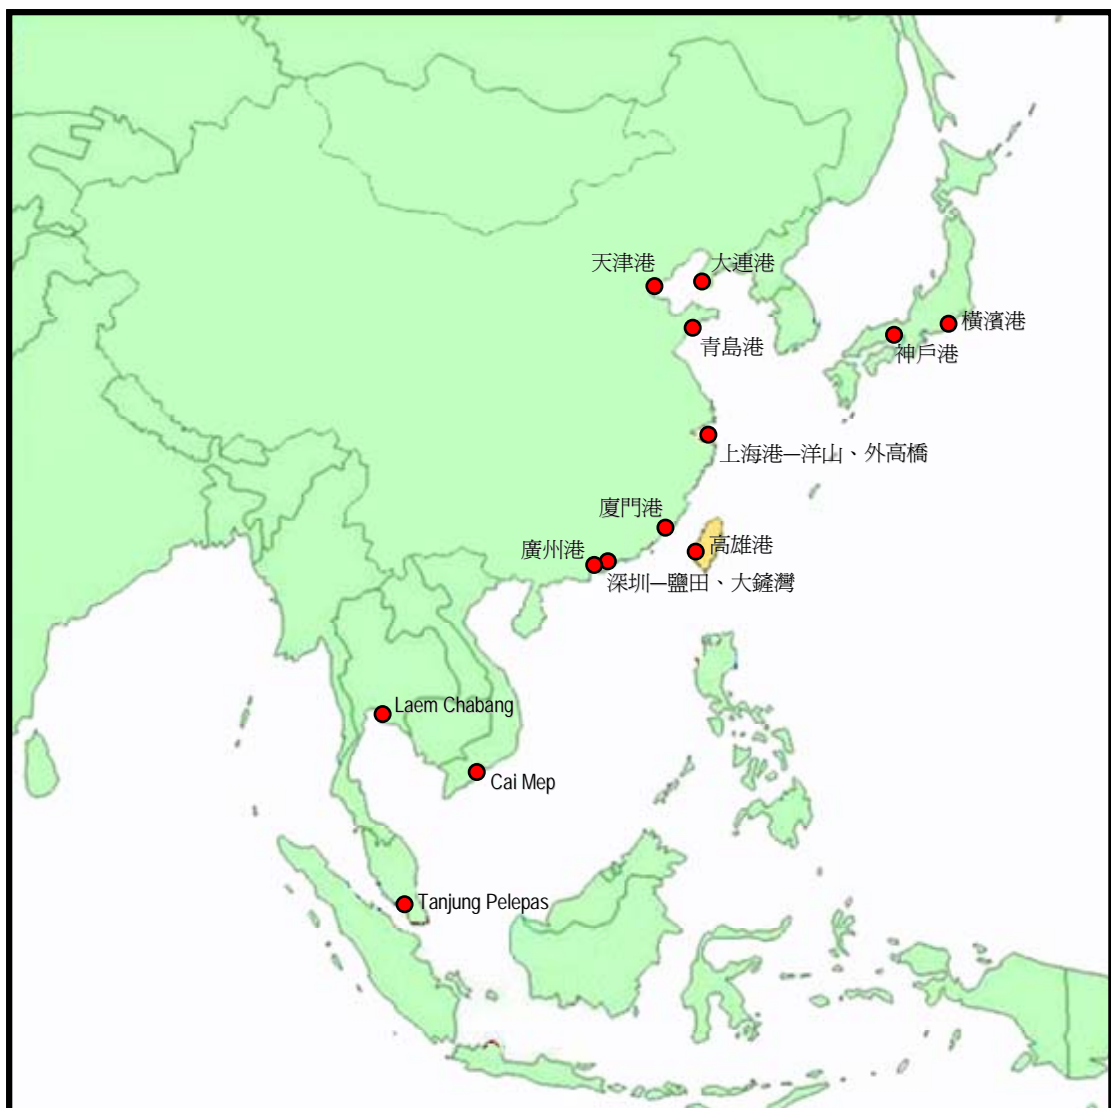 天津港
大連港
橫濱港
青島港
神戶港
上海港—洋山、外高橋
廈門港
高雄港
廣州港
深圳—鹽田、大鏟灣
Laem Chabang
Cai Mep
Tanjung Pelepas